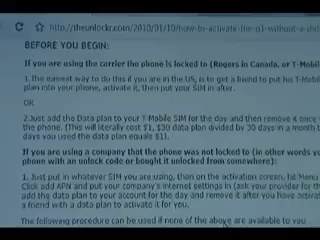 http://theunlockr.com/2010/01/10/how-to-activate-the-g1-without-a-dat
BEFORE YOU BEGIN:
If you are using the carrier the phone is locked to (Rogers in Canada, or T-Mobil
1.The easiest way to do this if you are in the US, is to get a friend to put his T-Mobil
plan into your phone, activate it, then put your SIM in after.
OR
2.Just add the Data plan to your T-Mobile SIM for the day and then remove it once
the phone. (This will literally cost $1, $30 data plan divided by 30 days in a month t
days you used the data plan equals $1).
If you are using a company that the phone was not locked to (in other words yo
phone with an unlock code or bought it unlocked from somewhere):
1. Just put in whatever SIM you are using, then on the activation screen, hit Menu
Click add APN and put your company's internet settings in (ask your provider for th
add the data plan to your account for the day and remove it after you have activat
a friend with a data plan to activate it for you.
The following procedure can be used if none of the above are available to you